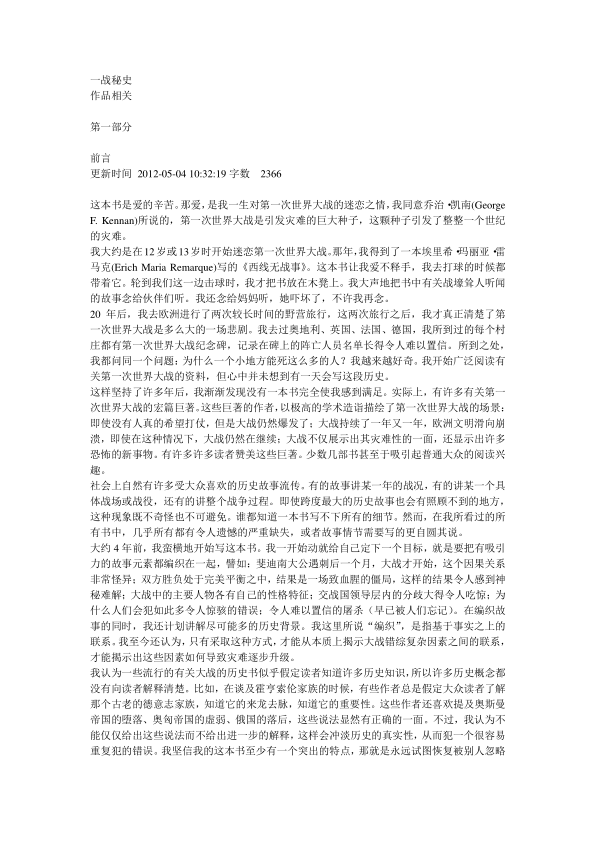 一战秘史
作品相关
第一部分
前言
更新时间 2012-05-04 10:32:19 字数 2366
这本书是爱的辛苦。那爱，是我一生对第一次世界大战的迷恋之情，我同意乔治·凯南(George
F. Kennan)所说的，第一次世界大战是引发灾难的巨大种子，这颗种子引发了整整一个世纪
的灾难。
我大约是在 12 岁或 13 岁时开始迷恋第一次世界大战。那年，我得到了一本埃里希·玛丽亚·雷
马克(Erich Maria Remarque)写的《西线无战事》。这本书让我爱不释手，我去打球的时候都
带着它。轮到我们这一边击球时，我才把书放在木凳上。我大声地把书中有关战壕耸人听闻
的故事念给伙伴们听。我还念给妈妈听，她吓坏了，不许我再念。
20 年后，我去欧洲进行了两次较长时间的野营旅行。这两次旅行之后，我才真正清楚了第
一次世界大战是多么大的一场悲剧。我去过奥地利、英国、法国、德国，我所到过的每个村
庄都有第一次世界大战纪念碑，记录在碑上的阵亡人员名单长得令人难以置信。所到之处，
我都问同一个问题：为什么一个小地方能死这么多的人？我越来越好奇。我开始广泛阅读有
关第一次世界大战的资料，但心中并未想到有一天会写这段历史。
这样坚持了许多年后，我渐渐发现没有一本书完全使我感到满足。实际上，有许多有关第一
次世界大战的宏篇巨著。这些巨著的作者，以极高的学术造诣描绘了第一次世界大战的场景：
即使没有人真的希望打仗，但是大战仍然爆发了；大战持续了一年又一年，欧洲文明滑向崩
溃，即使在这种情况下，大战仍然在继续；大战不仅展示出其灾难性的一面，还显示出许多
恐怖的新事物。有许多许多读者赞美这些巨著。少数几部书甚至于吸引起普通大众的阅读兴
趣。
社会上自然有许多受大众喜欢的历史故事流传。有的故事讲某一年的战况，有的讲某一个具
体战场或战役，还有的讲整个战争过程。即使跨度最大的历史故事也会有照顾不到的地方，
这种现象既不奇怪也不可避免。谁都知道一本书写不下所有的细节。然而，在我所看过的所
有书中，几乎所有都有令人遗憾的严重缺失，或者故事情节需要写的更自圆其说。
大约 4 年前，我蛮横地开始写这本书。我一开始动就给自己定下一个目标，就是要把有吸引
力的故事元素都编织在一起，譬如：斐迪南大公遇刺后一个月，大战才开始，这个因果关系
非常怪异；双方胜负处于完美平衡之中，结果是一场致血腥的僵局，这样的结果令人感到神
秘难解；大战中的主要人物各有自己的性格特征；交战国领导层内的分歧大得令人吃惊；为
什么人们会犯如此多令人惊骇的错误；令人难以置信的屠杀（早已被人们忘记）。在编织故
事的同时，我还计划讲解尽可能多的历史背景。我这里所说“编织”，是指基于事实之上的
联系。我至今还认为，只有采取这种方式，才能从本质上揭示大战错综复杂因素之间的联系，
才能揭示出这些因素如何导致灾难逐步升级。
我认为一些流行的有关大战的历史书似乎假定读者知道许多历史知识，所以许多历史概念都
没有向读者解释清楚。比如，在谈及霍亨索伦家族的时候，有些作者总是假定大众读者了解
那个古老的德意志家族，知道它的来龙去脉，知道它的重要性。这些作者还喜欢提及奥斯曼
帝国的堕落、奥匈帝国的虚弱、俄国的落后，这些说法显然有正确的一面。不过，我认为不
能仅仅给出这些说法而不给出进一步的解释，这样会冲淡历史的真实性，从而犯一个很容易
重复犯的错误。我坚信我的这本书至少有一个突出的特点，那就是永远试图恢复被别人忽略